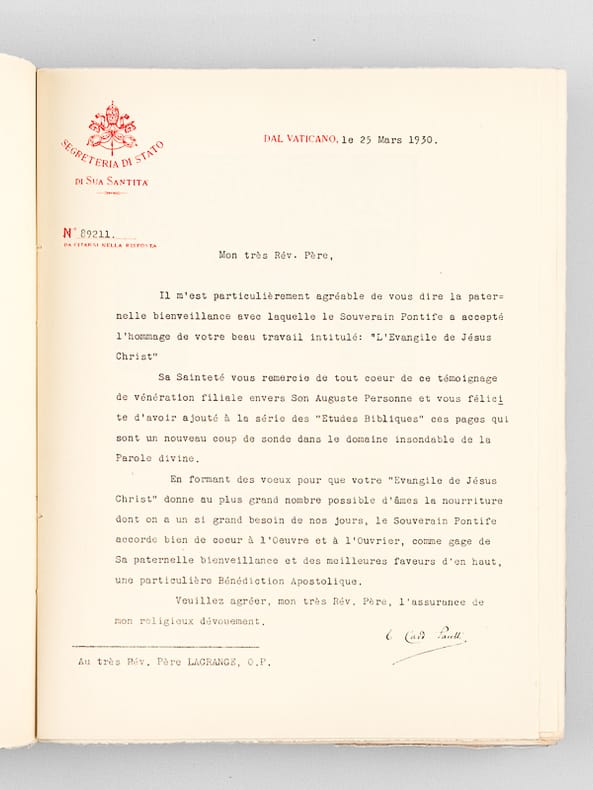 SEGRETERIA DI STATO
DI SUA SANTITÀ
DAL VATICANO, le 25 Mars 1930.
N° 89211.
DA CITARSI NELLA RISPOSTA
Mon très Rév. Père,
Il m'est particulièrement agréable de vous dire la pater=
nelle bienveillance avec laquelle le Souverain Pontife a accepté
l'hommage de votre beau travail intitulé: "L'Evangile de Jésus
Christ"
Sa Sainteté vous remercie de tout coeur de ce témoignage
de vénération filiale envers Son Auguste Personne et vous félici
te d'avoir ajouté à la série des "Etudes Bibliques" ces pages qui
sont un nouveau coup de sonde dans le domaine insondable de la
Parole divine.
En formant des voeux pour que votre "Evangile de Jésus
Christ" donne au plus grand nombre possible d'âmes la nourriture
dont on a un si grand besoin de nos jours, le Souverain Pontife
accorde bien de coeur à l'Oeuvre et à l'Ouvrier, comme gage de
Sa paternelle bienveillance et des meilleures faveurs d'en haut,
une particulière Bénédiction Apostolique.
Veuillez agréer, mon très Rév. Père, l'assurance de
mon religieux dévouement.
Card
Au très Rév. Père LAGRANGE, O.P.